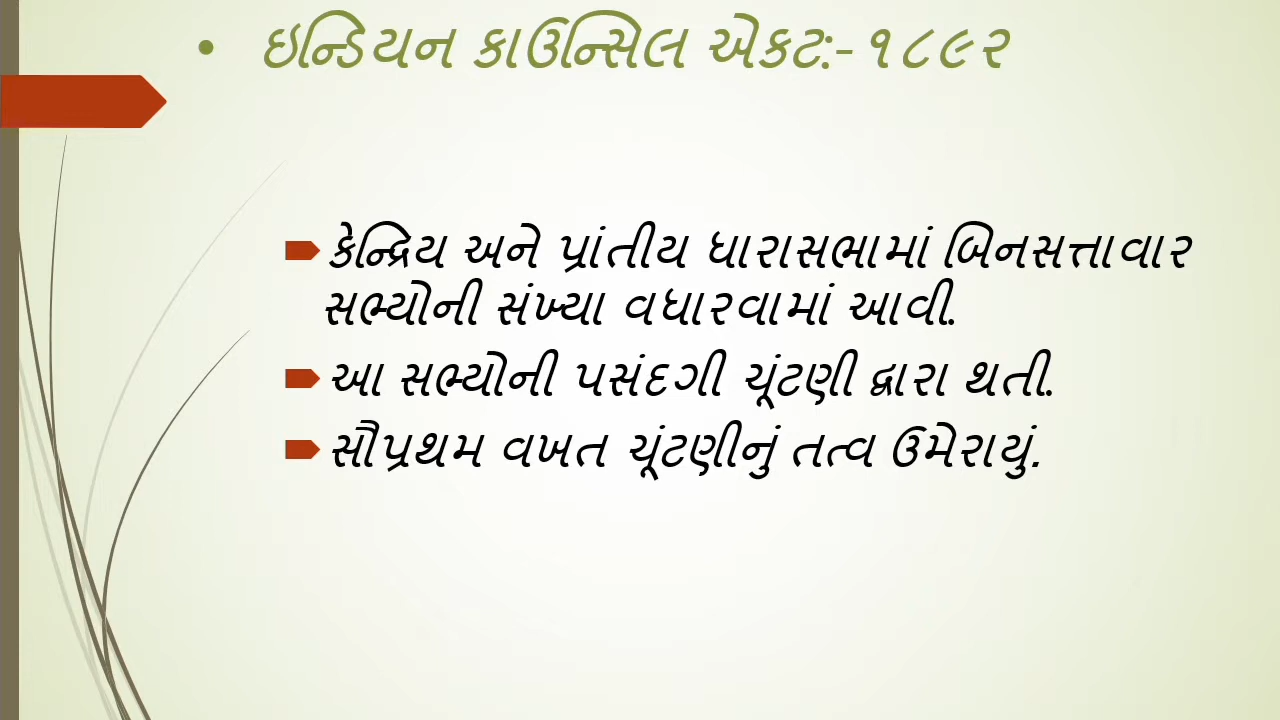 • ઇન્ડિયન કાઉન્સિલ એકટ:- ૧૮૯૨
કેન્દ્રિય અને પ્રાંતીય ધારાસભામાં બિનસત્તાવાર
સભ્યોની સંખ્યા વધારવામાં આવી.
આ સભ્યોની પસંદગી ચૂંટણી દ્વારા થતી.
સૌપ્રથમ વખત ચૂંટણીનું તત્વ ઉમેરાયું.